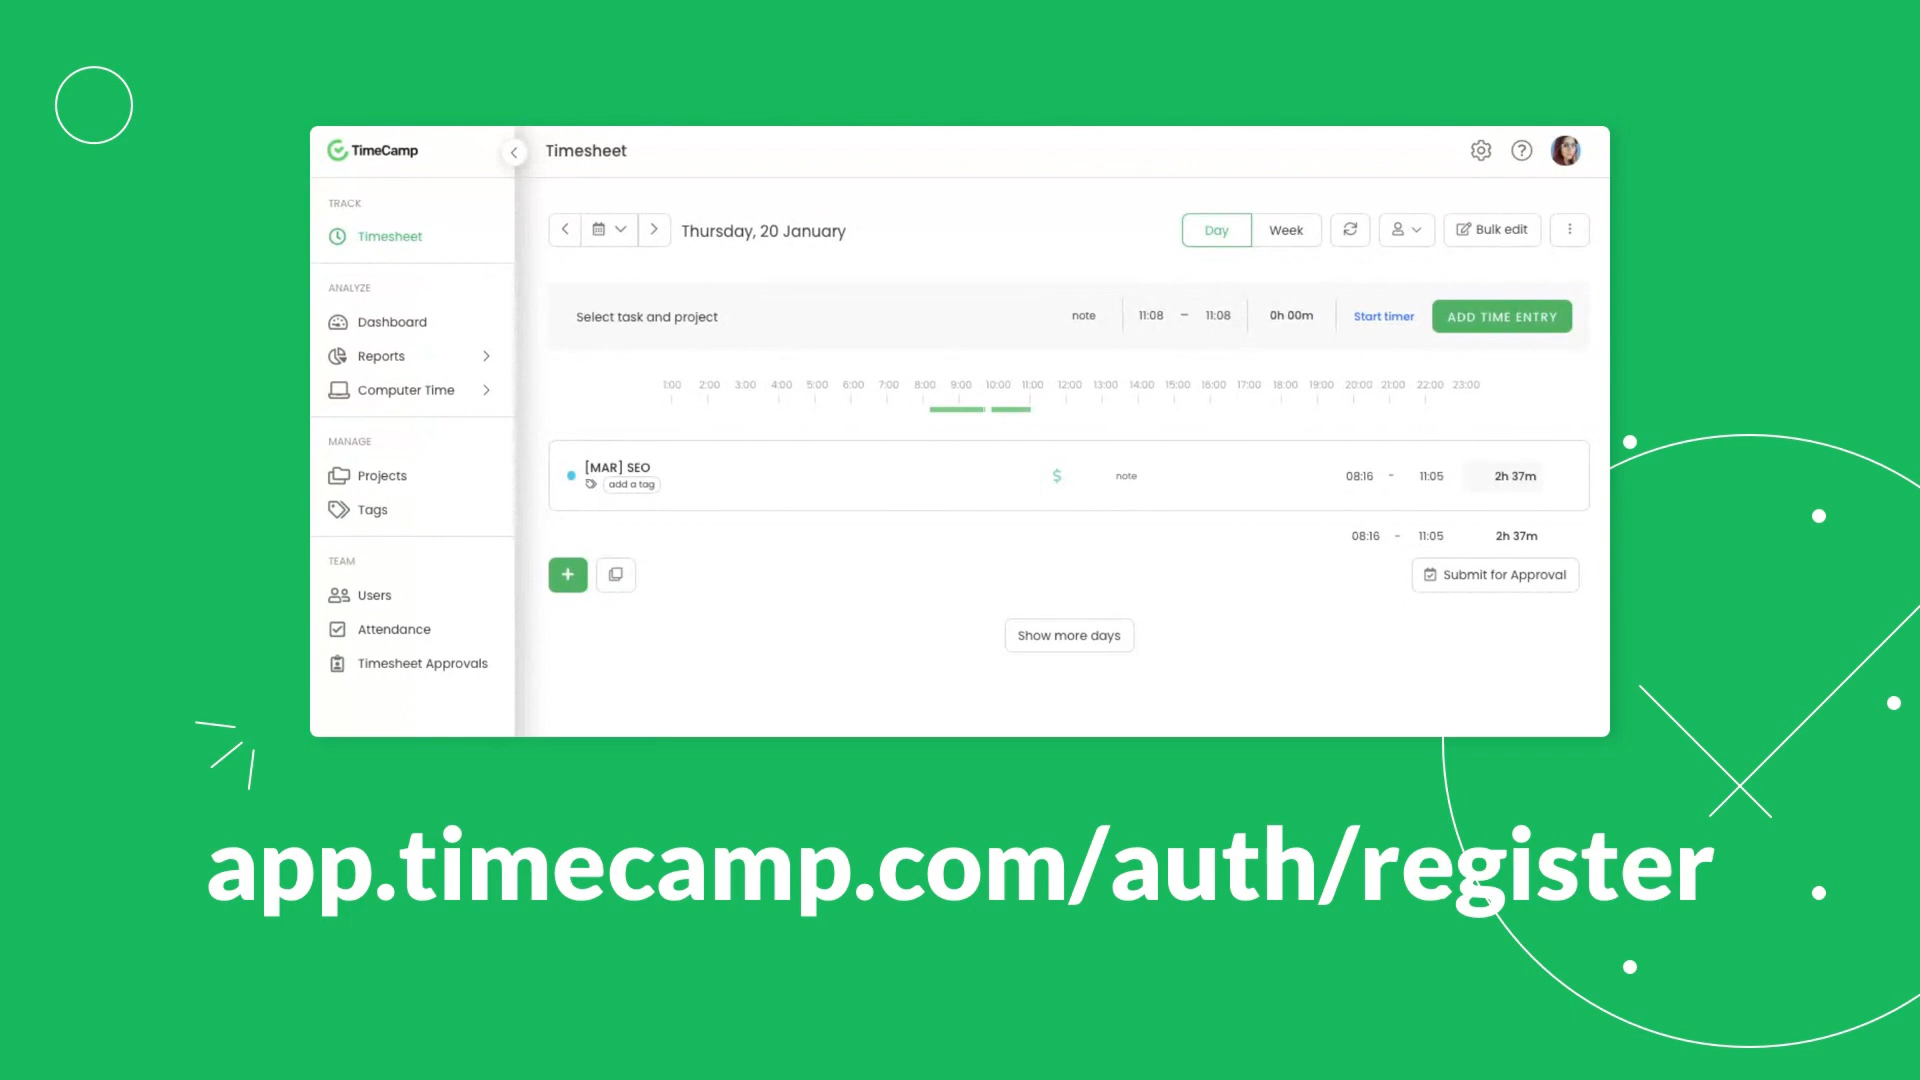 TimeCamp
Timesheet
TRACK
Timesheet
ANALYZE
Dashboard
Reports
Computer Time
MANAGE
Projects
Tags
TEAM
Users
Attendance
Timesheet Approvals
Thursday, 20 January
Day Week Bulk edit
Select task and project note 11:08 – 11:08 0h 00m Start timer ADD TIME ENTRY
1:00 2:00 3:00 4:00 5:00 6:00 7:00 8:00 9:00 10:00 11:00 12:00 13:00 14:00 15:00 16:00 17:00 18:00 19:00 20:00 21:00 22:00 23:00
[MAR] SEO
add a tag
$ note 08:16 - 11:05 2h 37m
08:16 - 11:05 2h 37m
+ Submit for Approval
Show more days
app.timecamp.com/auth/register